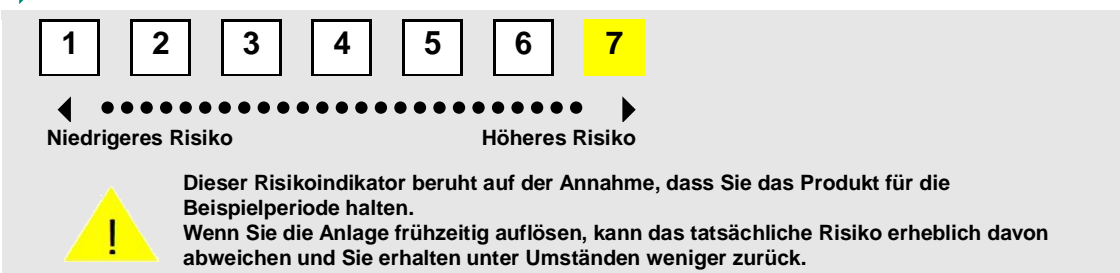 1 2 3 4 5 6 7
Niedrigeres Risiko Höheres Risiko
Dieser Risikoindikator beruht auf der Annahme, dass Sie das Produkt für die
Beispielperiode halten.
! Wenn Sie die Anlage frühzeitig auflösen, kann das tatsächliche Risiko erheblich davon
abweichen und Sie erhalten unter Umständen weniger zurück.